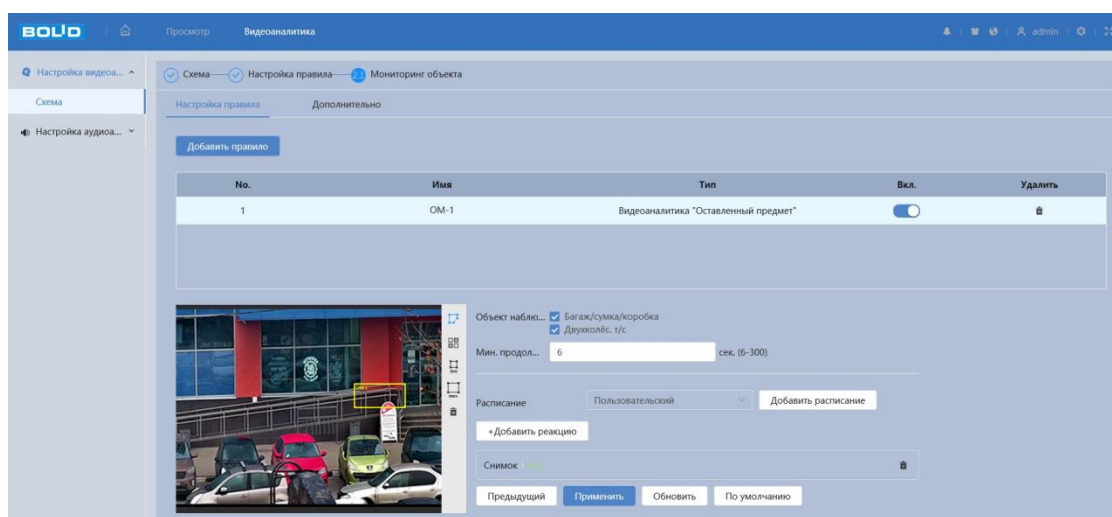 BOLID Просмотр Видеоаналитика admin
Настройка видеоа...
Схема
Настройка аудиоа...
Схема Настройка правила Мониторинг объекта
Настройка правила Дополнительно
Добавить правило
No. Имя Тип Вкл. Удалить
1 OM-1 Видеоаналитика "Оставленный предмет"
Объект наблю... Багаж/сумка/коробка
Двухколёс. т/с
Мин. продол... 6 сек. (6-300)
Расписание Пользовательский Добавить расписание
+Добавить реакцию
Снимок
Предыдущий Применить Обновить По умолчанию